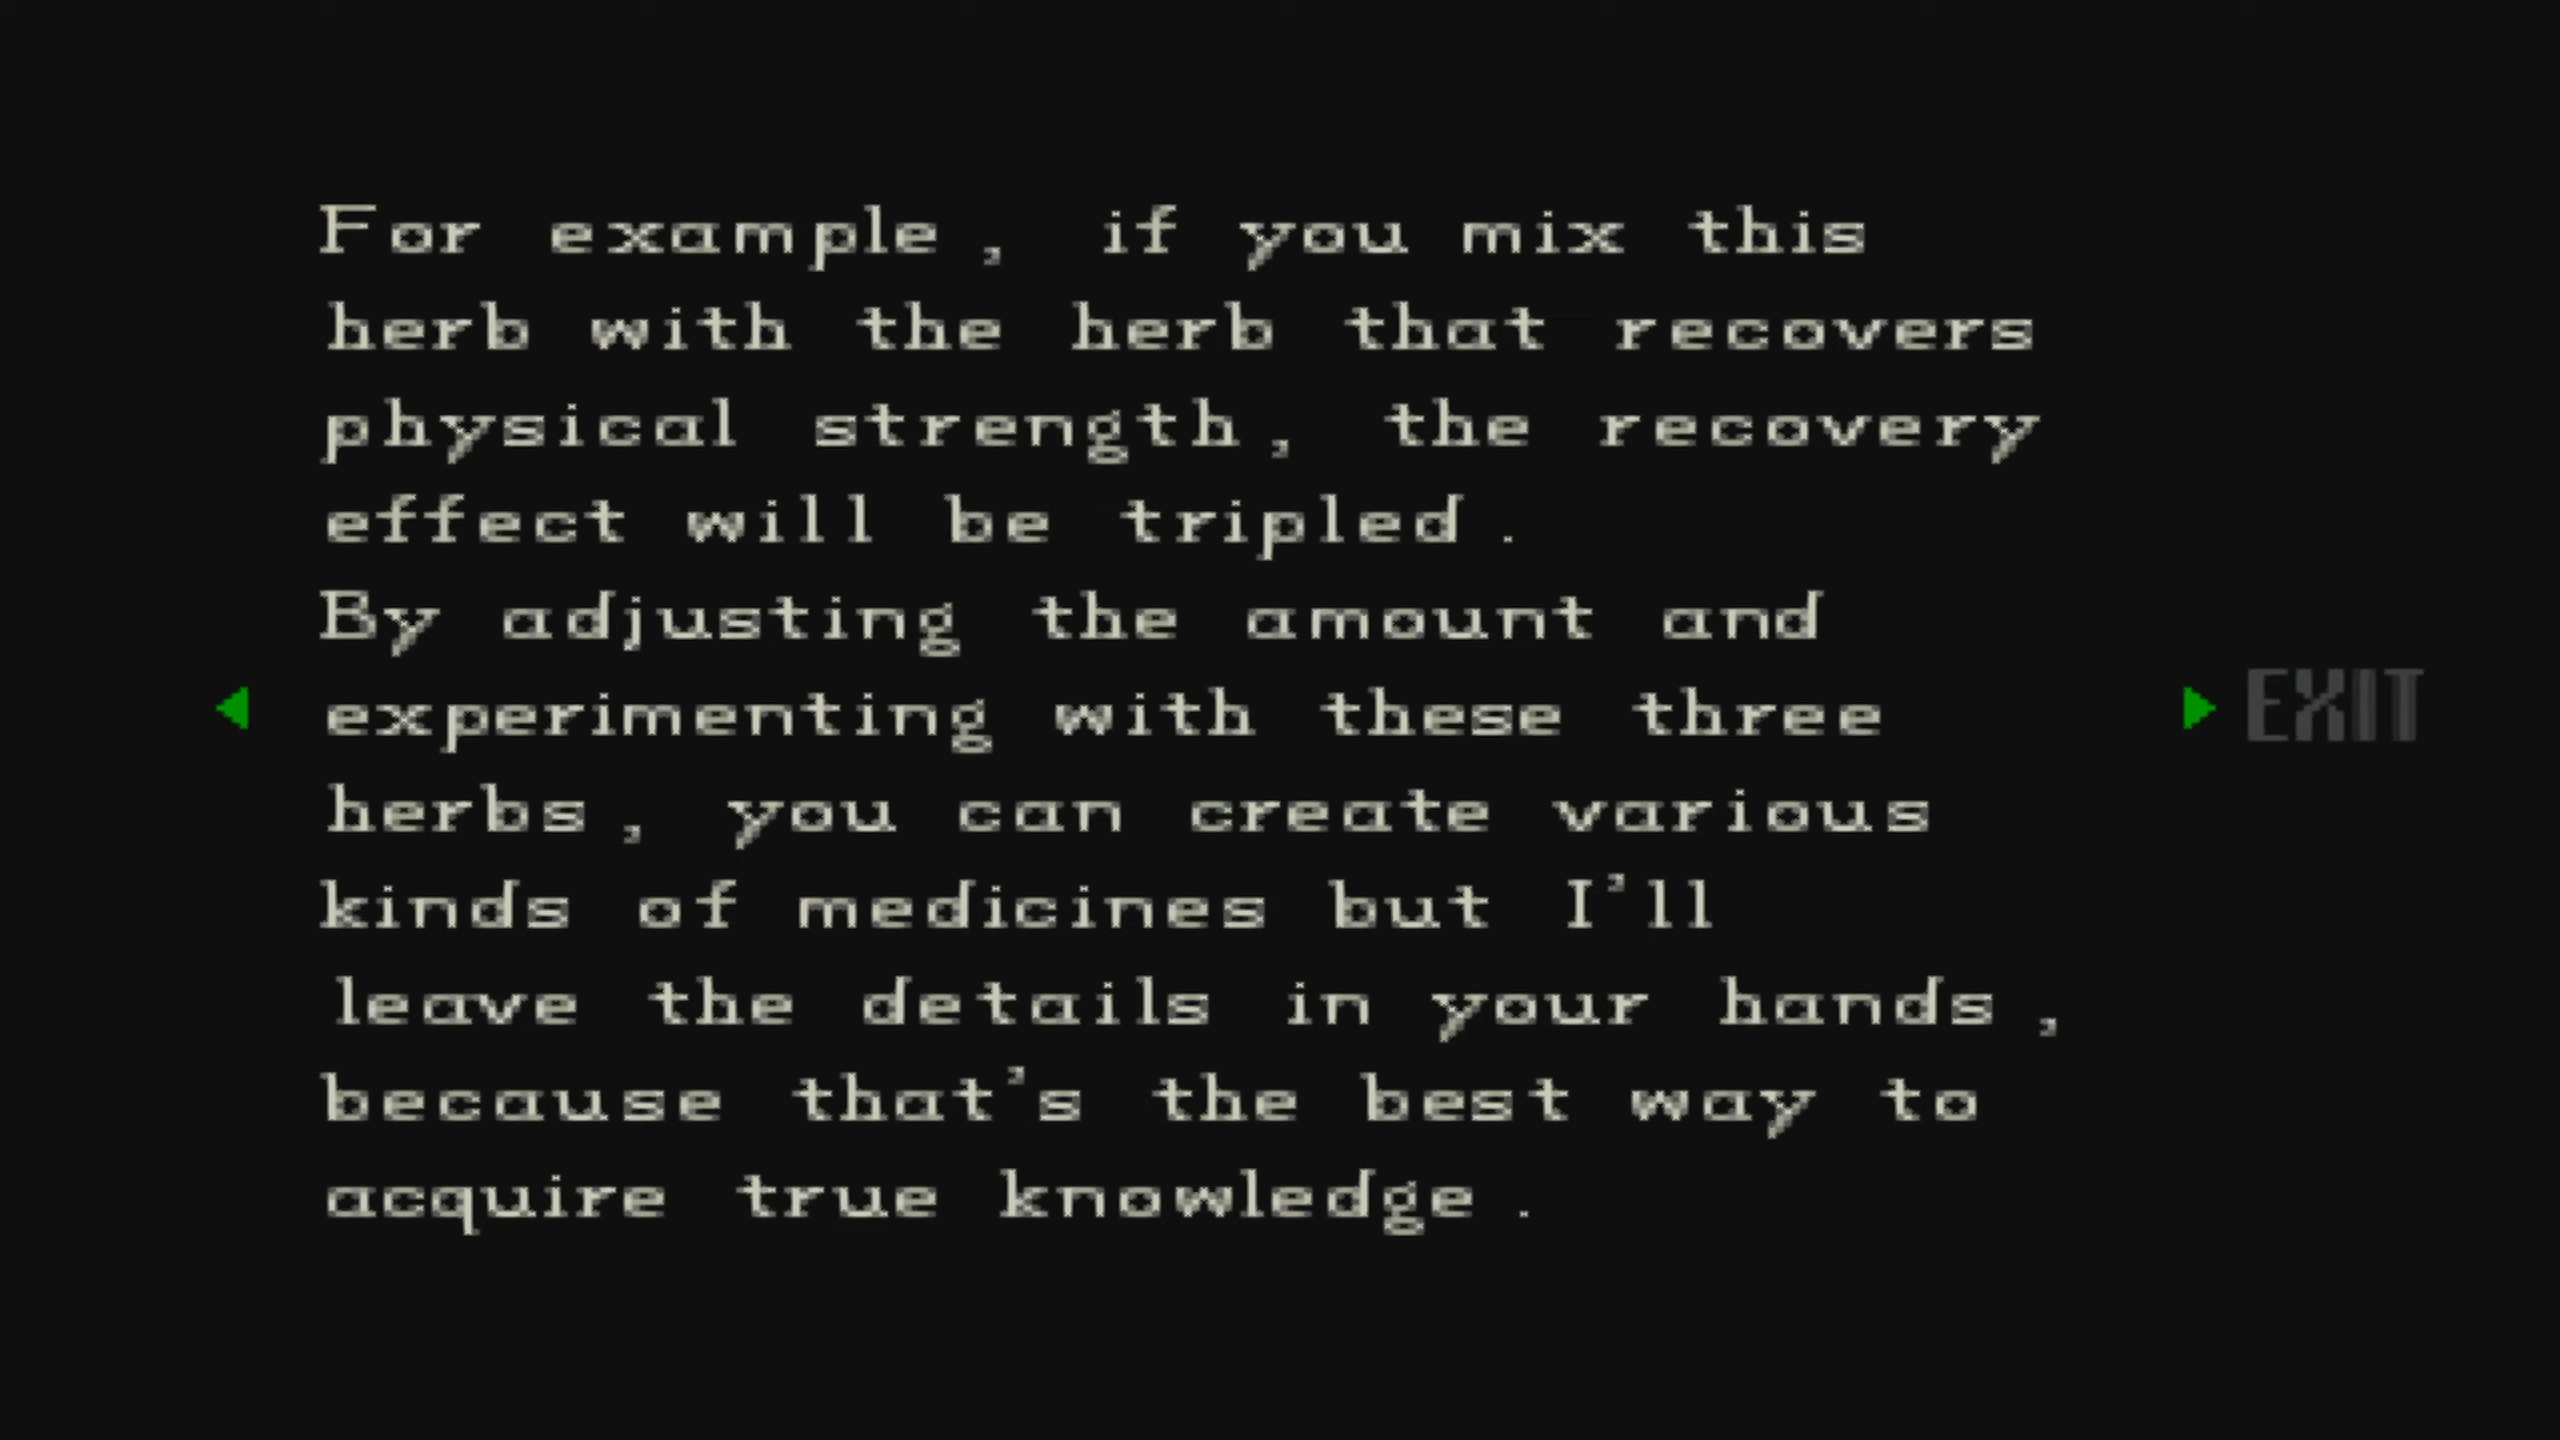 For example, if you mix this
herb with the herb that recovers
physical strength, the recovery
effect will be tripled.
By adjusting the amount and
experimenting with these three
herbs, you can create various
kinds of medicines but I'll
leave the details in your hands,
because that's the best way to
acquire true knowledge.
EXIT